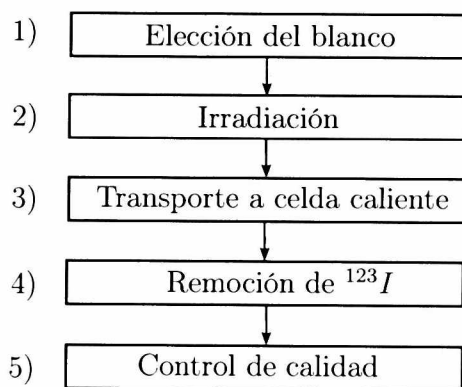 1) Elección del blanco
2) Irradiación
3) Transporte a celda caliente
4) Remoción de ¹²³I
5) Control de calidad